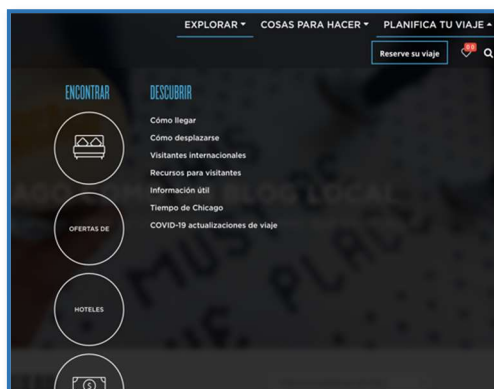 EXPLORAR COSAS PARA HACER PLANIFICA TU VIAJE
Reserve su viaje
ENCONTRAR
OFERTAS DE
HOTELES
DESCUBRIR
Cómo llegar
Cómo desplazarse
Visitantes internacionales
Recursos para visitantes
Información útil
Tiempo de Chicago
COVID-19 actualizaciones de viaje